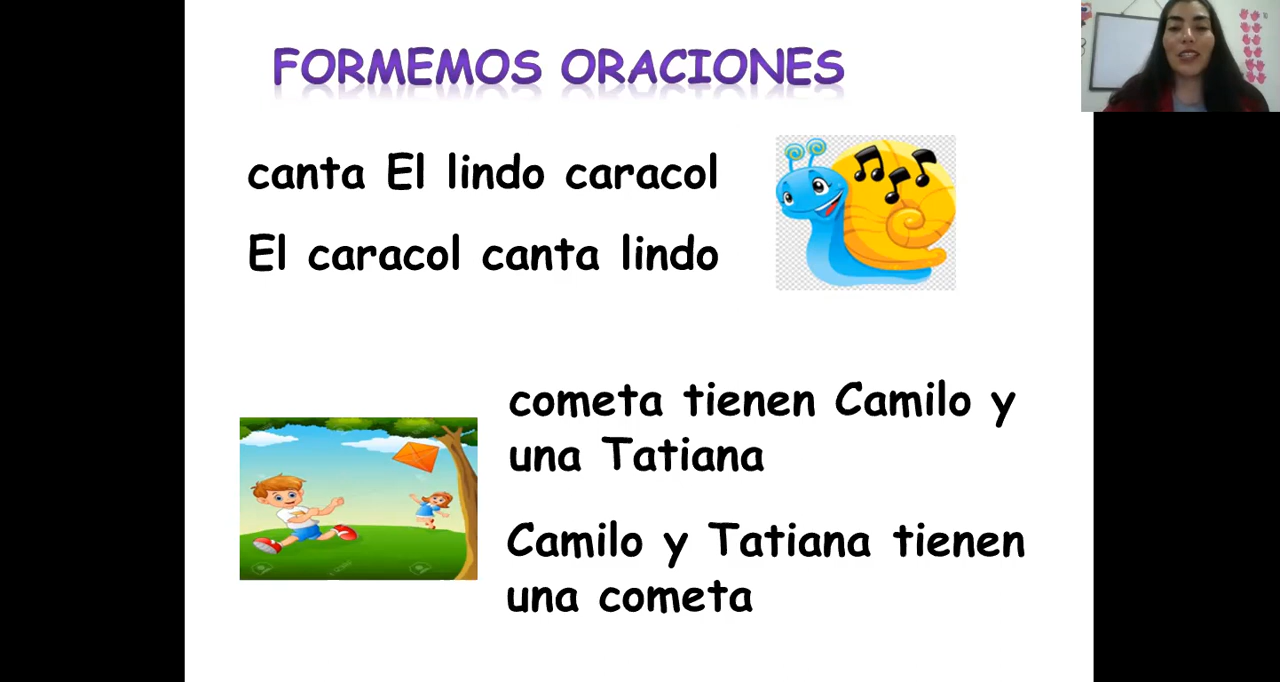 FORMEMOS ORACIONES
canta El lindo caracol
El caracol canta lindo
cometa tienen Camilo y
una Tatiana
Camilo y Tatiana tienen
una cometa